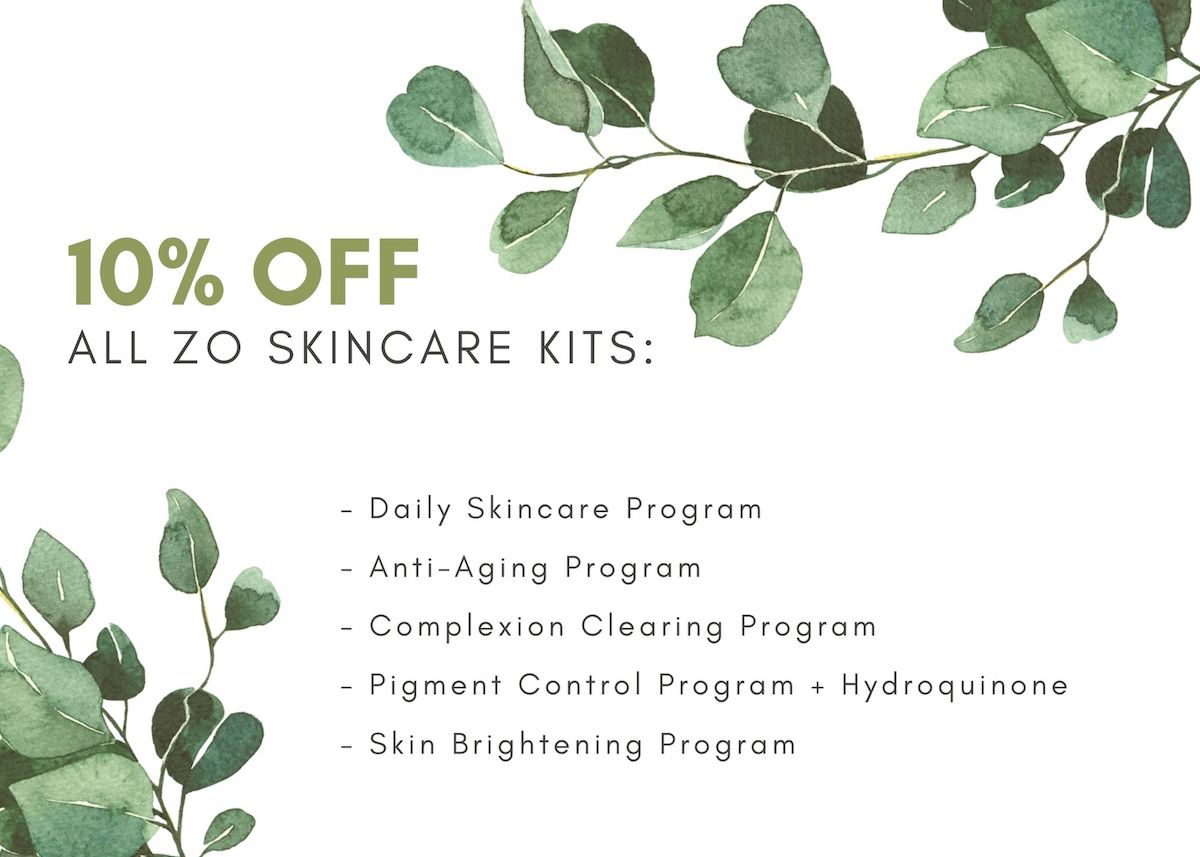 10% OFF
ALL ZO SKINCARE KITS:
- Daily Skincare Program
- Anti-Aging Program
- Complexion Clearing Program
- Pigment Control Program + Hydroquinone
- Skin Brightening Program